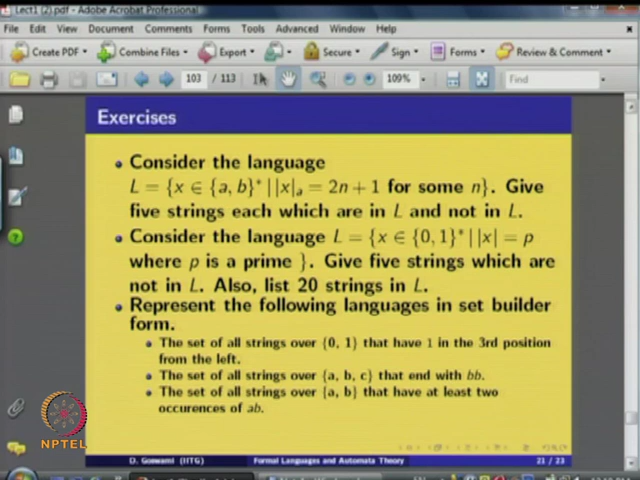 Lect1 (2).pdf - Adobe Acrobat Professional
File Edit View Document Comments Forms Tools Advanced Window Help
Create PDF Combine Files Export Secure Sign Forms Review & Comment
103 / 113 109% Find
Exercises
• Consider the language
L = {x ∈ {a, b}* | |x|a = 2n + 1 for some n}. Give
five strings each which are in L and not in L.
• Consider the language L = {x ∈ {0, 1}* | |x| = p
where p is a prime }. Give five strings which are
not in L. Also, list 20 strings in L.
• Represent the following languages in set builder
form.
• The set of all strings over {0, 1} that have 1 in the 3rd position
from the left.
• The set of all strings over {a, b, c} that end with bb.
• The set of all strings over {a, b} that have at least two
occurences of ab.
NPTEL
D. Goswami (IITG) Formal Languages and Automata Theory 21 / 23